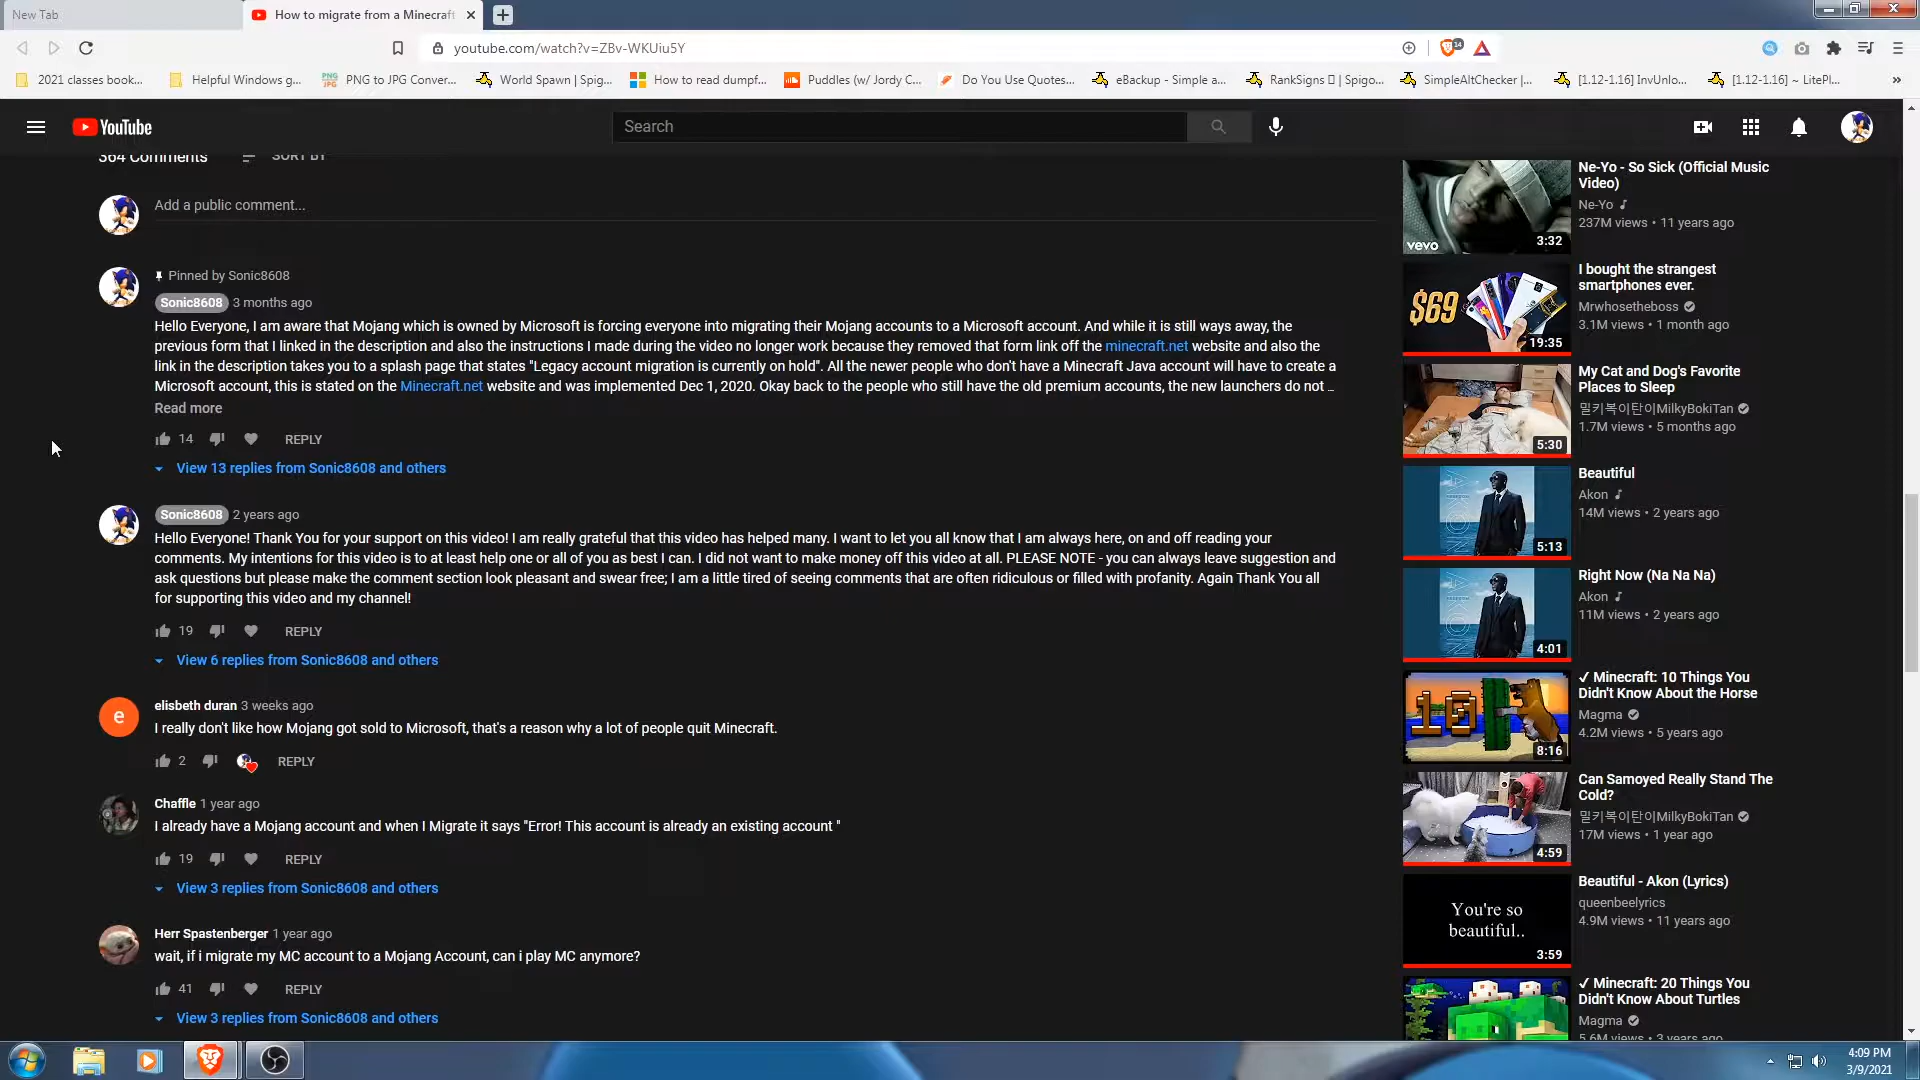 New Tab
How to migrate from a Minecraft
youtube.com/watch?v=ZBv-WKUiu5Y
14
2021 classes book...
Helpful Windows g...
PNG to JPG Conver...
World Spawn | Spig...
How to read dumpf...
Puddles (w/ Jordy C...
Do You Use Quotes...
eBackup - Simple a...
RankSigns 𥫣 | Spigo...
SimpleAltChecker |...
[1.12-1.16] InvUnlo...
[1.12-1.16] ~ LitePl...
YouTube
Search
364 Comments
SORT BY
Add a public comment...
Pinned by Sonic8608
Sonic8608 3 months ago
Hello Everyone, I am aware that Mojang which is owned by Microsoft is forcing everyone into migrating their Mojang accounts to a Microsoft account. And while it is still ways away, the
previous form that I linked in the description and also the instructions I made during the video no longer work because they removed that form link off the minecraft.net website and also the
link in the description takes you to a splash page that states "Legacy account migration is currently on hold". All the newer people who don't have a Minecraft Java account will have to create a
Microsoft account, this is stated on the Minecraft.net website and was implemented Dec 1, 2020. Okay back to the people who still have the old premium accounts, the new launchers do not ...
Read more
14 REPLY
View 13 replies from Sonic8608 and others
Sonic8608 2 years ago
Hello Everyone! Thank You for your support on this video! I am really grateful that this video has helped many. I want to let you all know that I am always here, on and off reading your
comments. My intentions for this video is to at least help one or all of you as best I can. I did not want to make money off this video at all. PLEASE NOTE - you can always leave suggestion and
ask questions but please make the comment section look pleasant and swear free; I am a little tired of seeing comments that are often ridiculous or filled with profanity. Again Thank You all
for supporting this video and my channel!
19 REPLY
View 6 replies from Sonic8608 and others
e
elisbeth duran 3 weeks ago
I really don't like how Mojang got sold to Microsoft, that's a reason why a lot of people quit Minecraft.
2 REPLY
Chaffle 1 year ago
I already have a Mojang account and when I Migrate it says "Error! This account is already an existing account "
19 REPLY
View 3 replies from Sonic8608 and others
Herr Spastenberger 1 year ago
wait, if i migrate my MC account to a Mojang Account, can i play MC anymore?
41 REPLY
View 3 replies from Sonic8608 and others
vevo
3:32
Ne-Yo - So Sick (Official Music
Video)
Ne-Yo
237M views • 11 years ago
$69
19:35
I bought the strangest
smartphones ever.
Mrwhosetheboss
3.1M views • 1 month ago
5:30
My Cat and Dog's Favorite
Places to Sleep
밀키복이탄이MilkyBokiTan
1.7M views • 5 months ago
AKON
5:13
Beautiful
Akon
14M views • 2 years ago
AKON
4:01
Right Now (Na Na Na)
Akon
11M views • 2 years ago
10
8:16
✓ Minecraft: 10 Things You
Didn't Know About the Horse
Magma
4.2M views • 5 years ago
4:59
Can Samoyed Really Stand The
Cold?
밀키복이탄이MilkyBokiTan
17M views • 1 year ago
You're so
beautiful..
3:59
Beautiful - Akon (Lyrics)
queenbeelyrics
4.9M views • 11 years ago
✓ Minecraft: 20 Things You
Didn't Know About Turtles
Magma
5.6M views • 3 years ago
4:09 PM
3/9/2021